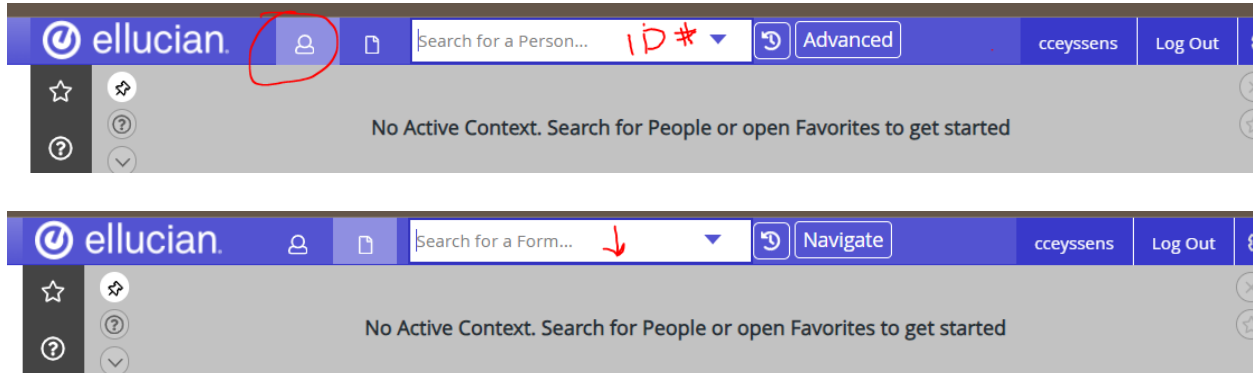 ellucian. Search for a Person... ID# Advanced cceyssens Log Out
No Active Context. Search for People or open Favorites to get started
ellucian. Search for a Form... Navigate cceyssens Log Out
No Active Context. Search for People or open Favorites to get started